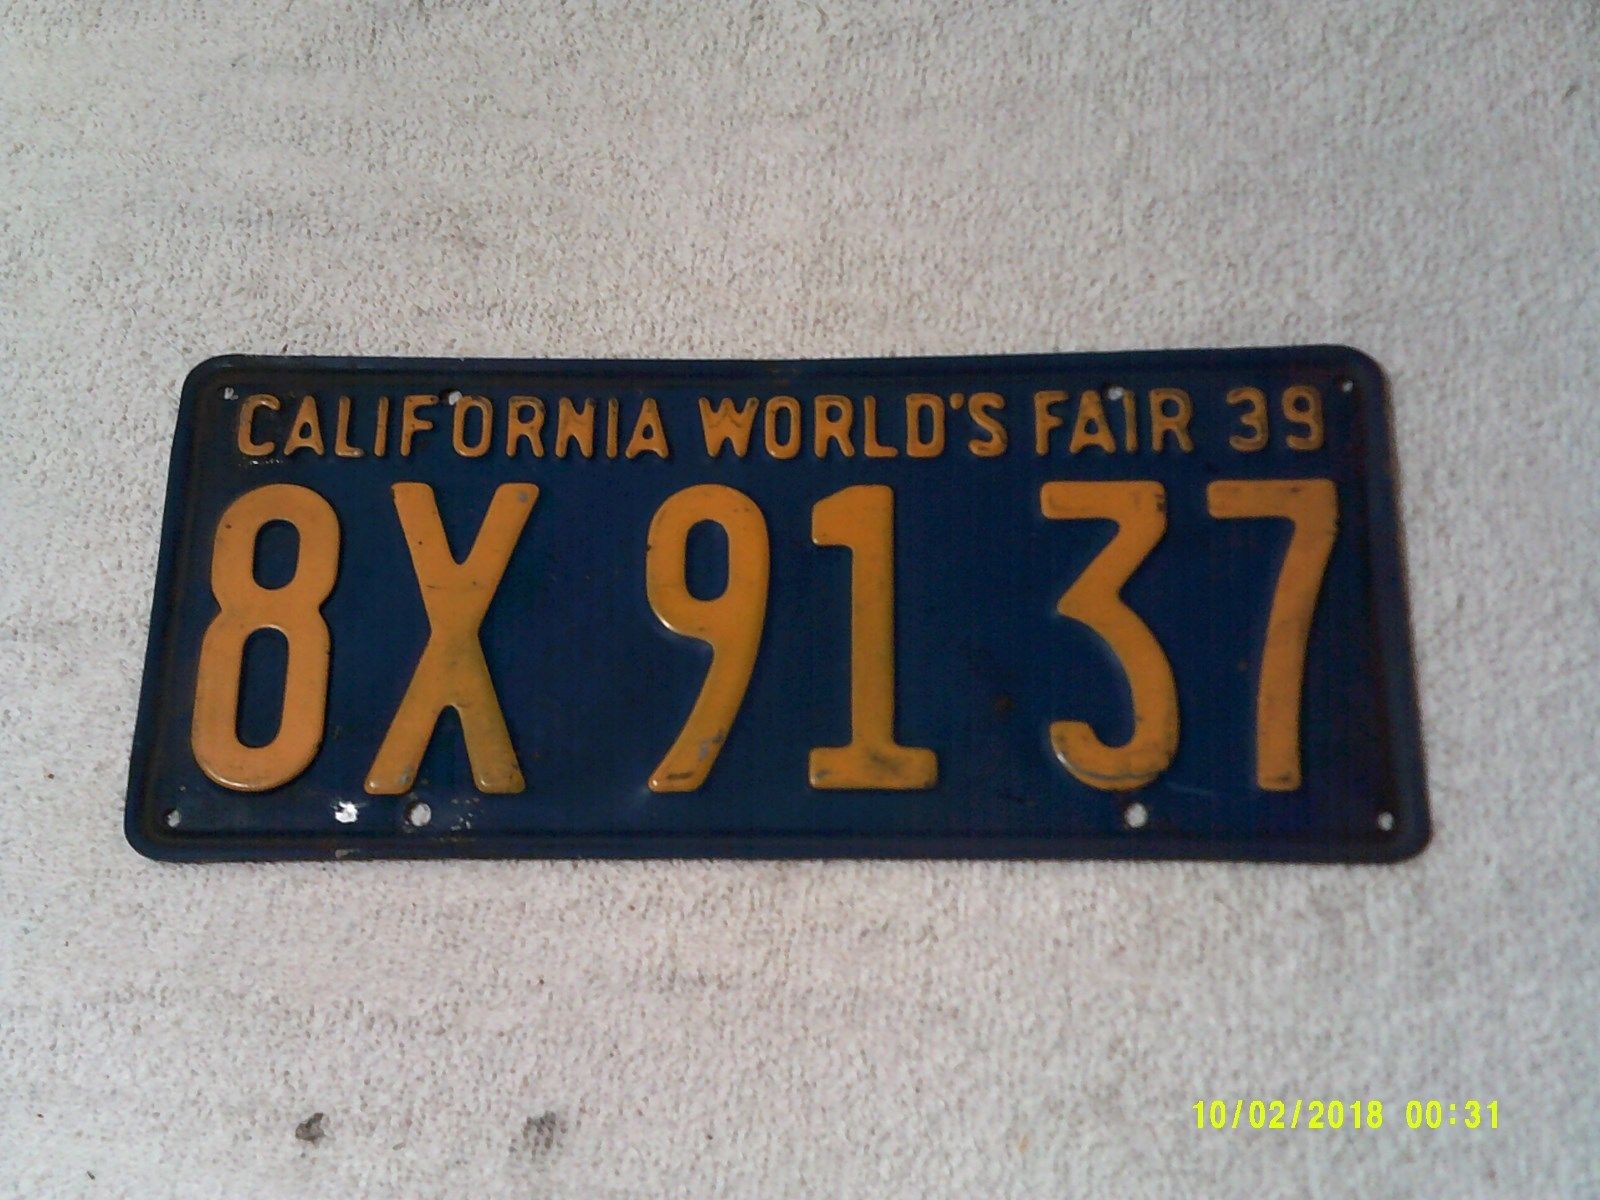 CALIFORNIA WORLD'S FAIR 39
8X 91 37
10/02/2018 00:31